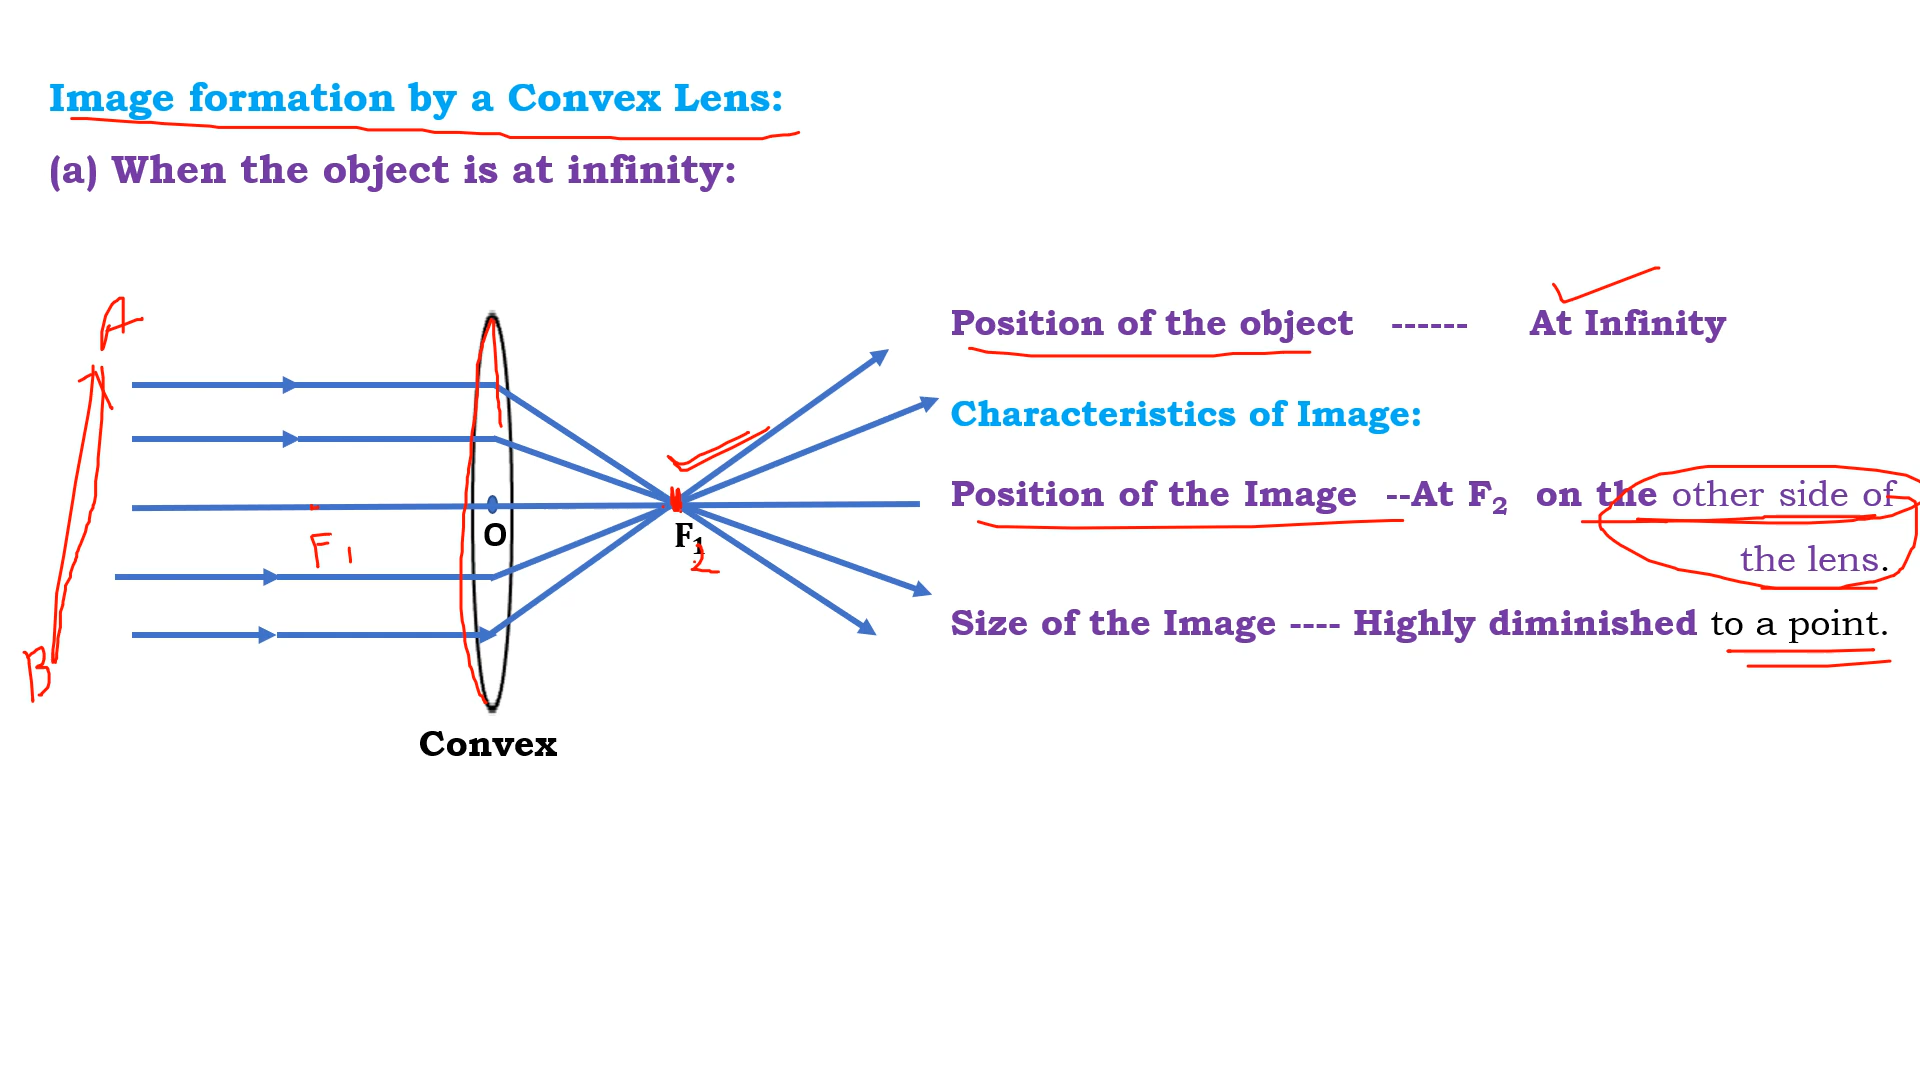 Image formation by a Convex Lens:
(a) When the object is at infinity:
A
Position of the object ------ At Infinity
Characteristics of Image:
Position of the Image --At F₂ on the other side of
the lens.
O
F₁
2
F₁
Size of the Image ---- Highly diminished to a point.
B
Convex